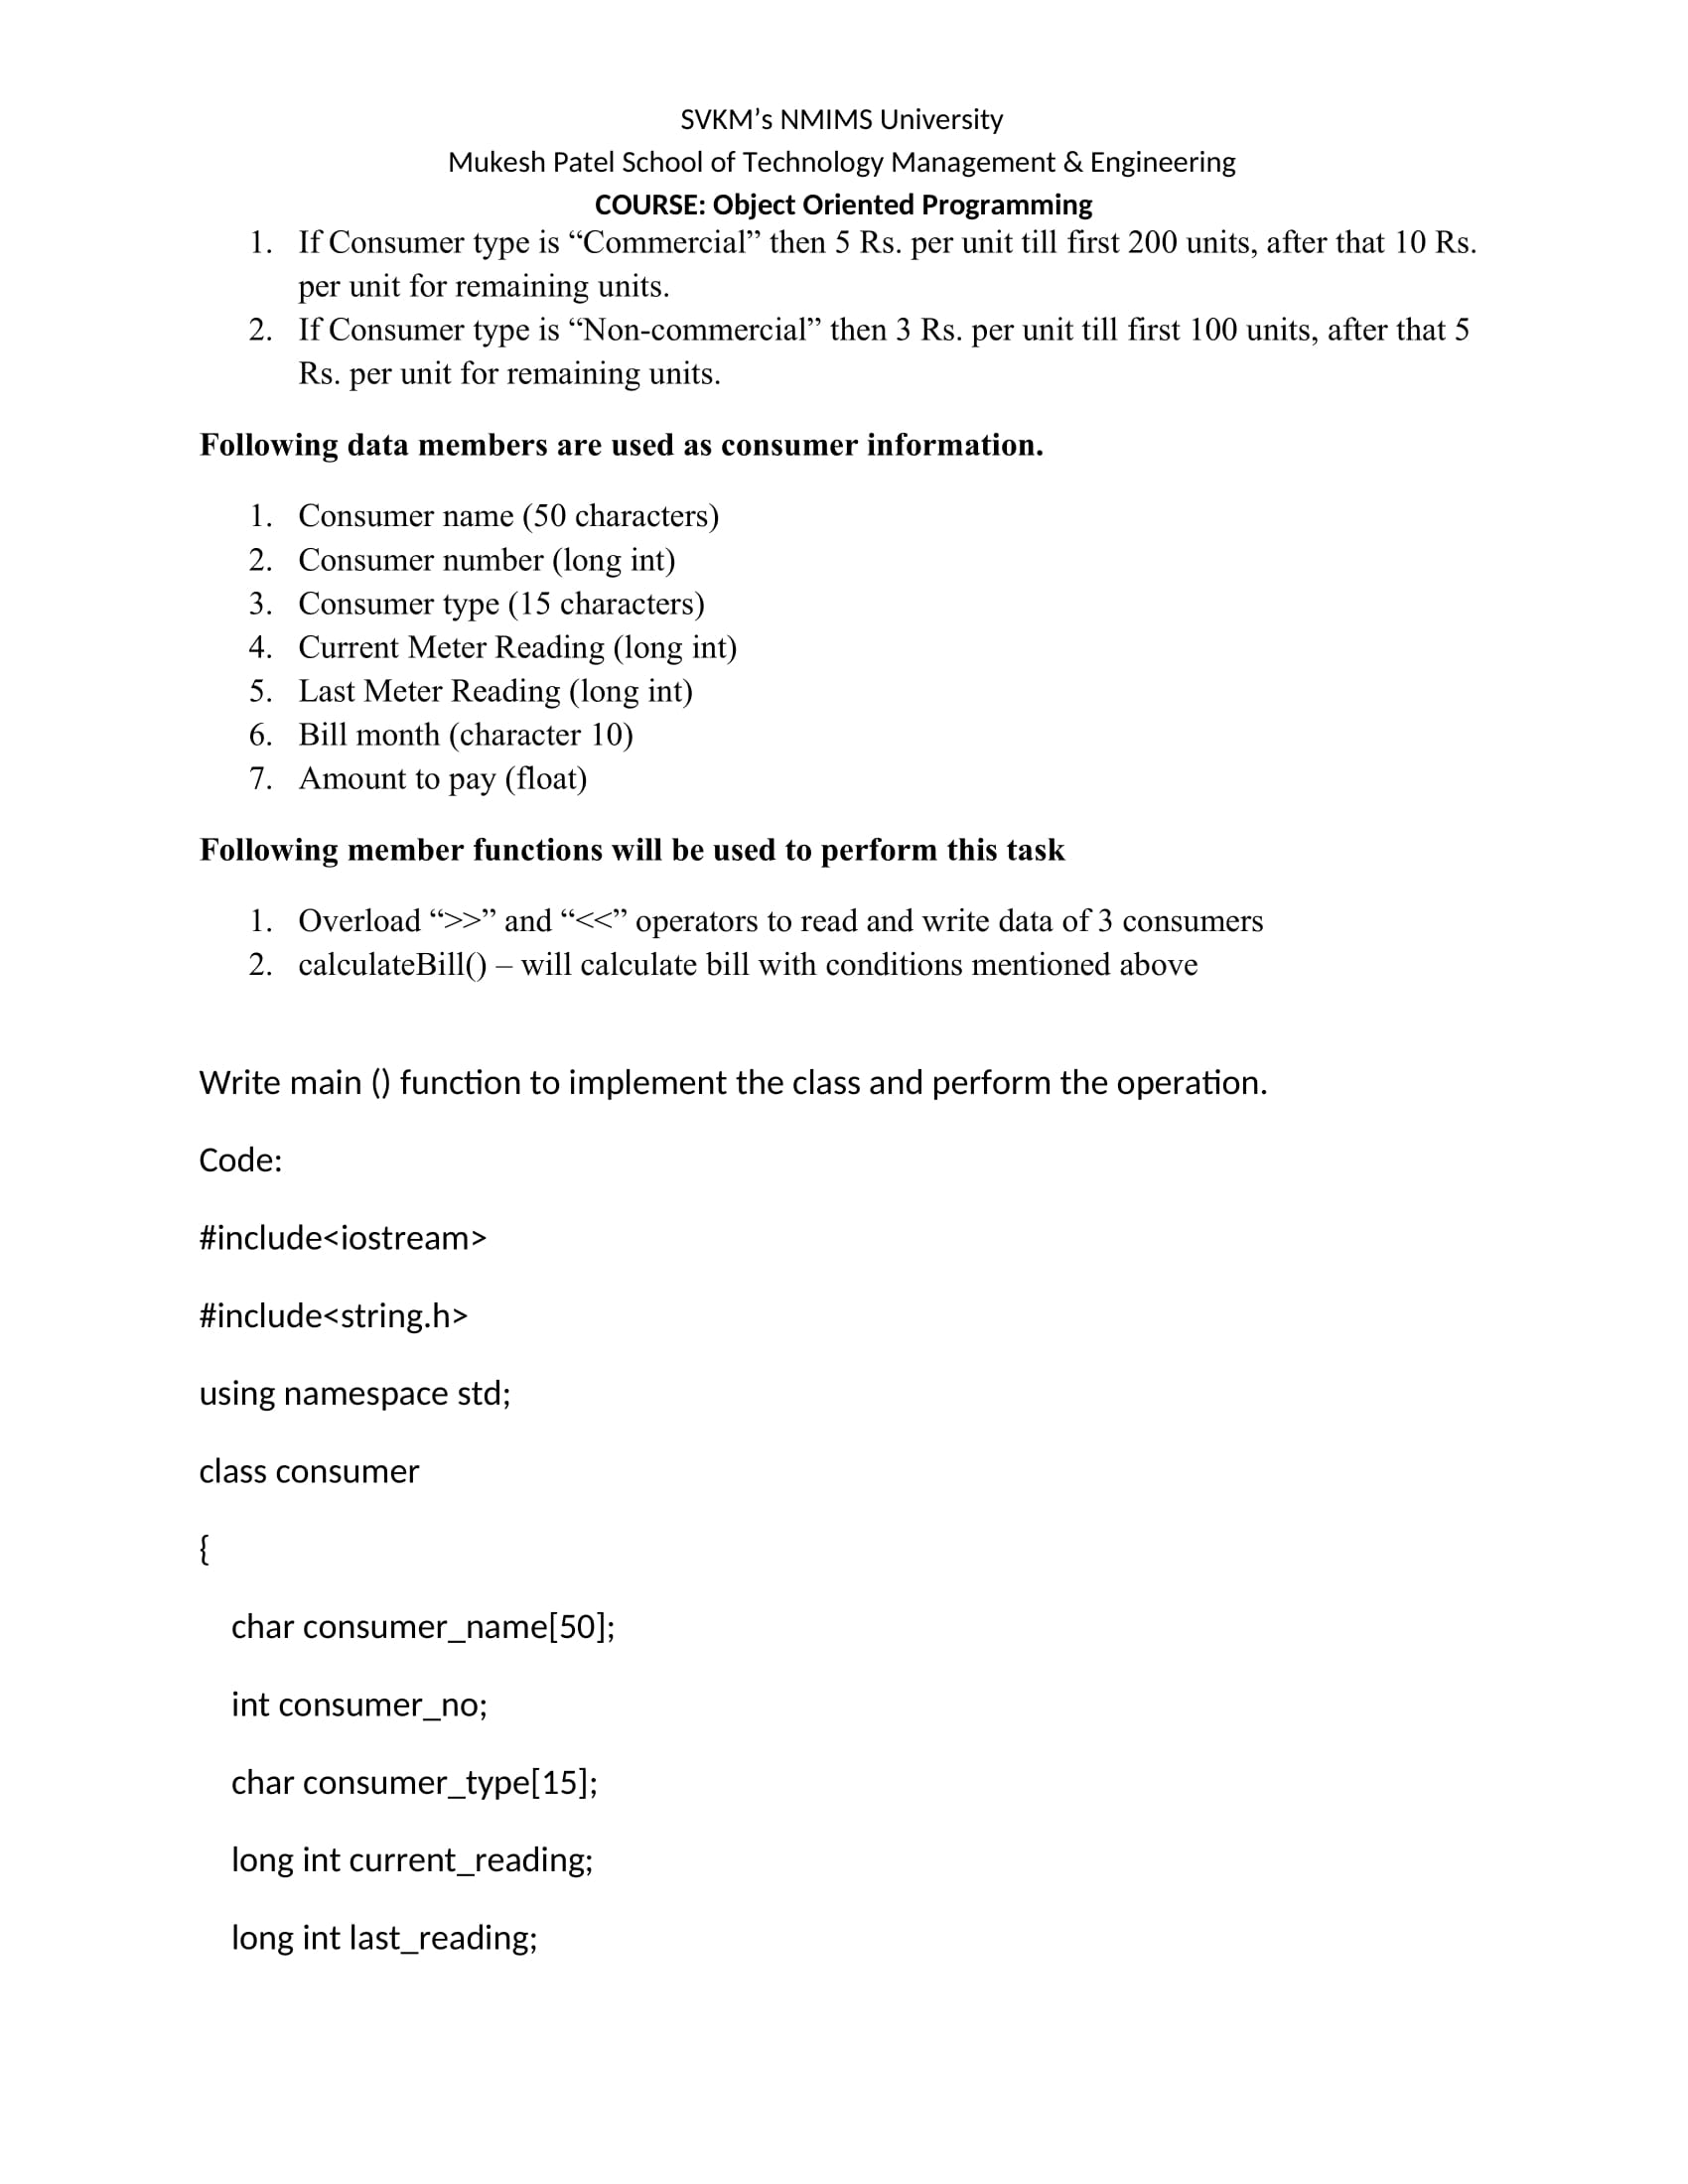 SVKM’s NMIMS University
Mukesh Patel School of Technology Management & Engineering
COURSE: Object Oriented Programming
1. If Consumer type is “Commercial” then 5 Rs. per unit till first 200 units, after that 10 Rs.
per unit for remaining units.
2. If Consumer type is “Non-commercial” then 3 Rs. per unit till first 100 units, after that 5
Rs. per unit for remaining units.
Following data members are used as consumer information.
1. Consumer name (50 characters)
2. Consumer number (long int)
3. Consumer type (15 characters)
4. Current Meter Reading (long int)
5. Last Meter Reading (long int)
6. Bill month (character 10)
7. Amount to pay (float)
Following member functions will be used to perform this task
1. Overload “>>” and “<<” operators to read and write data of 3 consumers
2. calculateBill() – will calculate bill with conditions mentioned above
Write main () function to implement the class and perform the operation.
Code:
#include<iostream>
#include<string.h>
using namespace std;
class consumer
{
char consumer_name[50];
int consumer_no;
char consumer_type[15];
long int current_reading;
long int last_reading;